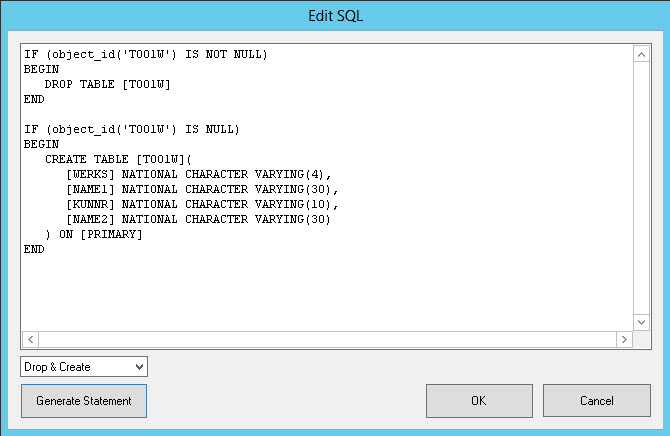 Edit SQL
IF (object_id('T001W') IS NOT NULL)
BEGIN
   DROP TABLE [T001W]
END

IF (object_id('T001W') IS NULL)
BEGIN
   CREATE TABLE [T001W](
      [WERKS] NATIONAL CHARACTER VARYING(4),
      [NAME1] NATIONAL CHARACTER VARYING(30),
      [KUNNR] NATIONAL CHARACTER VARYING(10),
      [NAME2] NATIONAL CHARACTER VARYING(30)
   ) ON [PRIMARY]
END
Drop & Create
Generate Statement
OK
Cancel